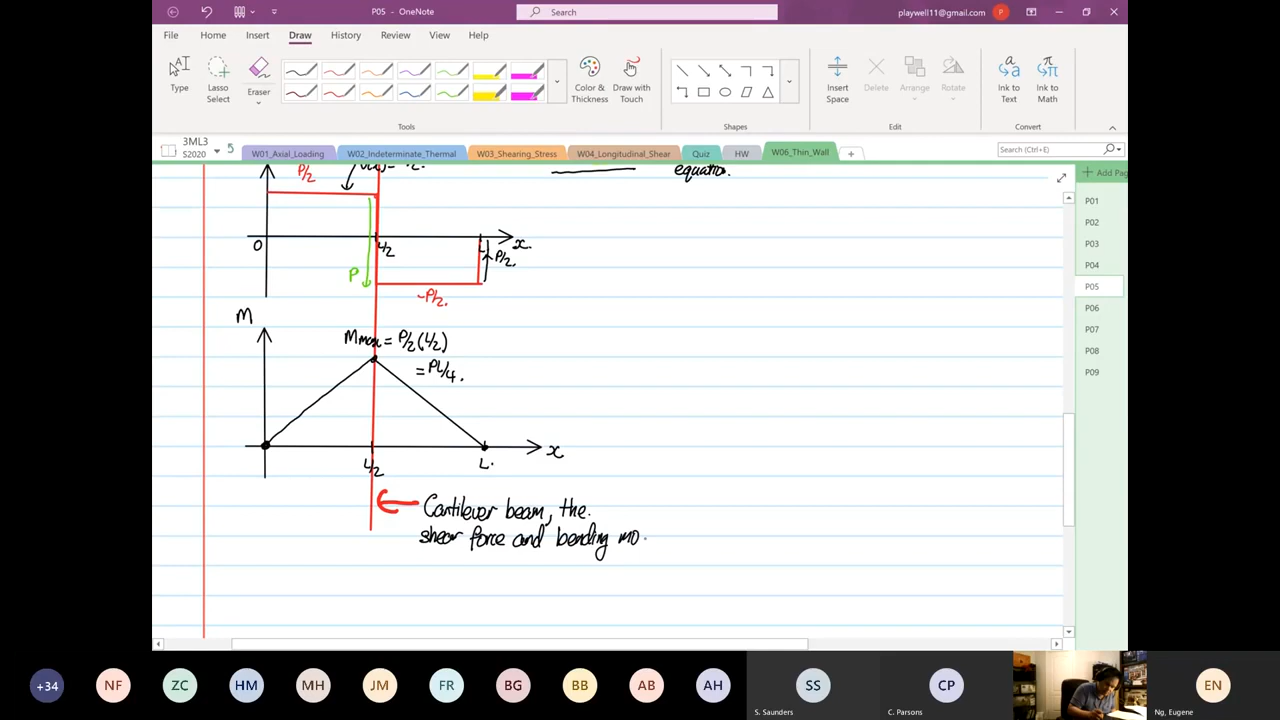 P05 - OneNote
Search
playwell11@gmail.com
P
File
Home
Insert
Draw
History
Review
View
Help
Type
Lasso Select
Eraser
Color & Thickness
Draw with Touch
Insert Space
Delete
Arrange
Rotate
Ink to Text
Ink to Math
Tools
Shapes
Edit
Convert
3ML3
S2020
W01_Axial_Loading
W02_Indeterminate_Thermal
W03_Shearing_Stress
W04_Longitudinal_Shear
Quiz
HW
W06_Thin_Wall
Search (Ctrl+E)
Add Pag
P01
P02
P03
P04
P05
P06
P07
P08
P09
P/2
equation.
0
L/2
x.
P/2.
P
-P/2.
M
Mmax = P/2 (L/2)
= PL/4.
L/2
L.
x
Cantilever beam, the.
shear force and bending mo.
+34
NF
ZC
HM
MH
JM
FR
BG
BB
AB
AH
SS
S. Saunders
CP
C. Parsons
EN
Ng, Eugene